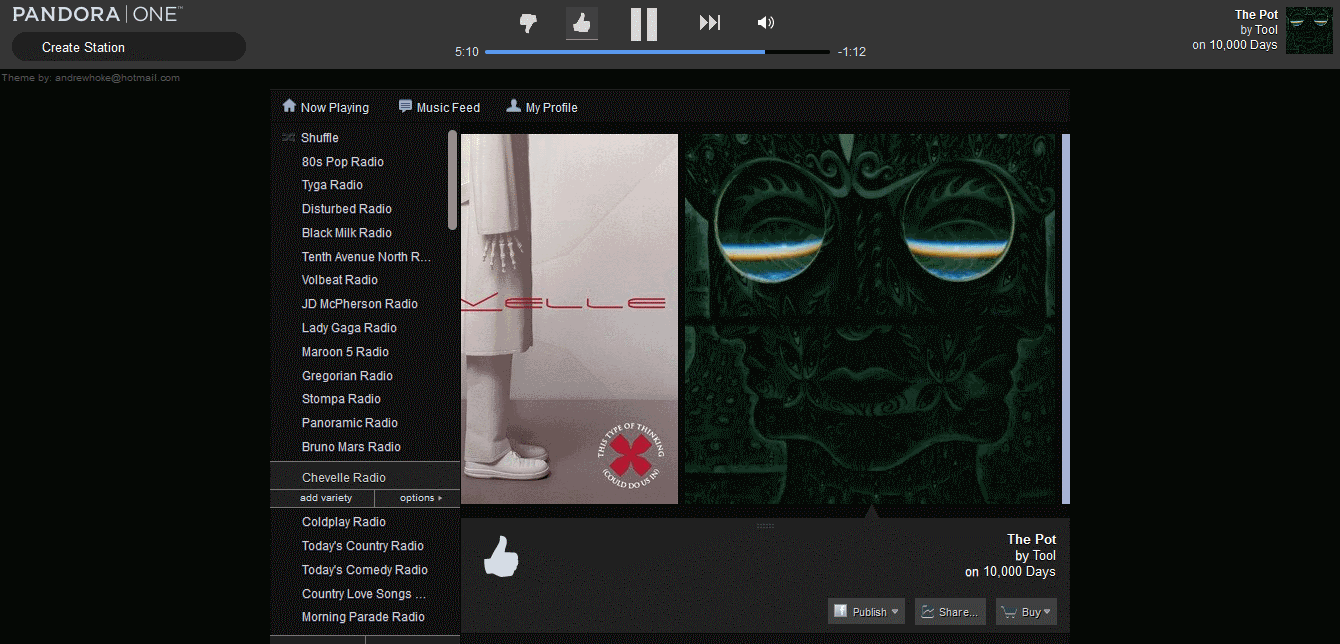 PANDORA | ONE™
Create Station
5:10
-1:12
The Pot
by Tool
on 10,000 Days
Theme by: andrewhoke@hotmail.com
Now Playing
Music Feed
My Profile
Shuffle
80s Pop Radio
Tyga Radio
Disturbed Radio
Black Milk Radio
Tenth Avenue North R...
Volbeat Radio
JD McPherson Radio
Lady Gaga Radio
Maroon 5 Radio
Gregorian Radio
Stompa Radio
Panoramic Radio
Bruno Mars Radio
Chevelle Radio
add variety
options
Coldplay Radio
Today's Country Radio
Today's Comedy Radio
Country Love Songs ...
Morning Parade Radio
VELLE
THIS TYPE OF THINKING
(COULD DO US IN)
The Pot
by Tool
on 10,000 Days
Publish
Share...
Buy